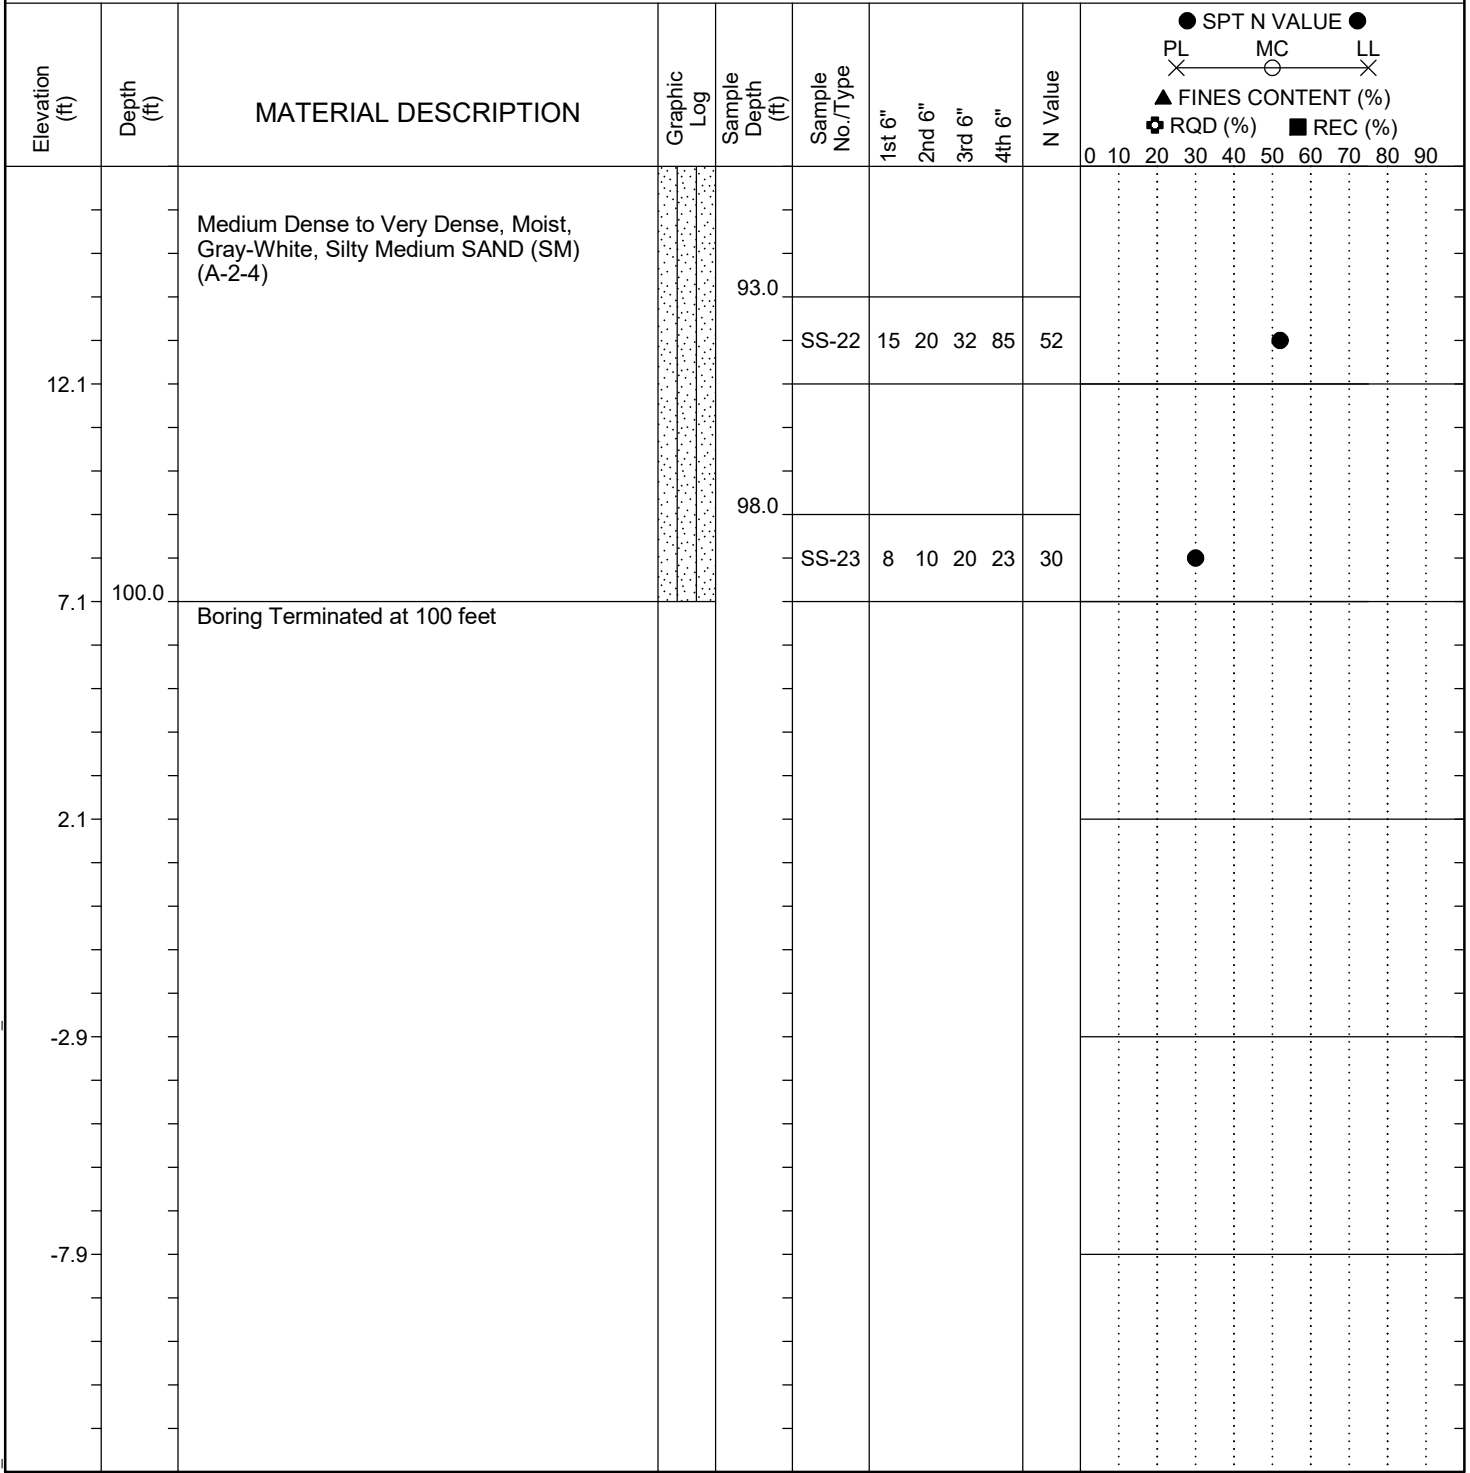 Elevation
(ft)
Depth
(ft)
MATERIAL DESCRIPTION
Graphic
Log
Sample
Depth
(ft)
Sample
No./Type
1st 6"
2nd 6"
3rd 6"
4th 6"
N Value
SPT N VALUE
PL MC LL
FINES CONTENT (%)
RQD (%) REC (%)
0 10 20 30 40 50 60 70 80 90
Medium Dense to Very Dense, Moist,
Gray-White, Silty Medium SAND (SM)
(A-2-4)
93.0
SS-22 15 20 32 85 52
12.1
98.0
SS-23 8 10 20 23 30
100.0
7.1
Boring Terminated at 100 feet
2.1
-2.9
-7.9